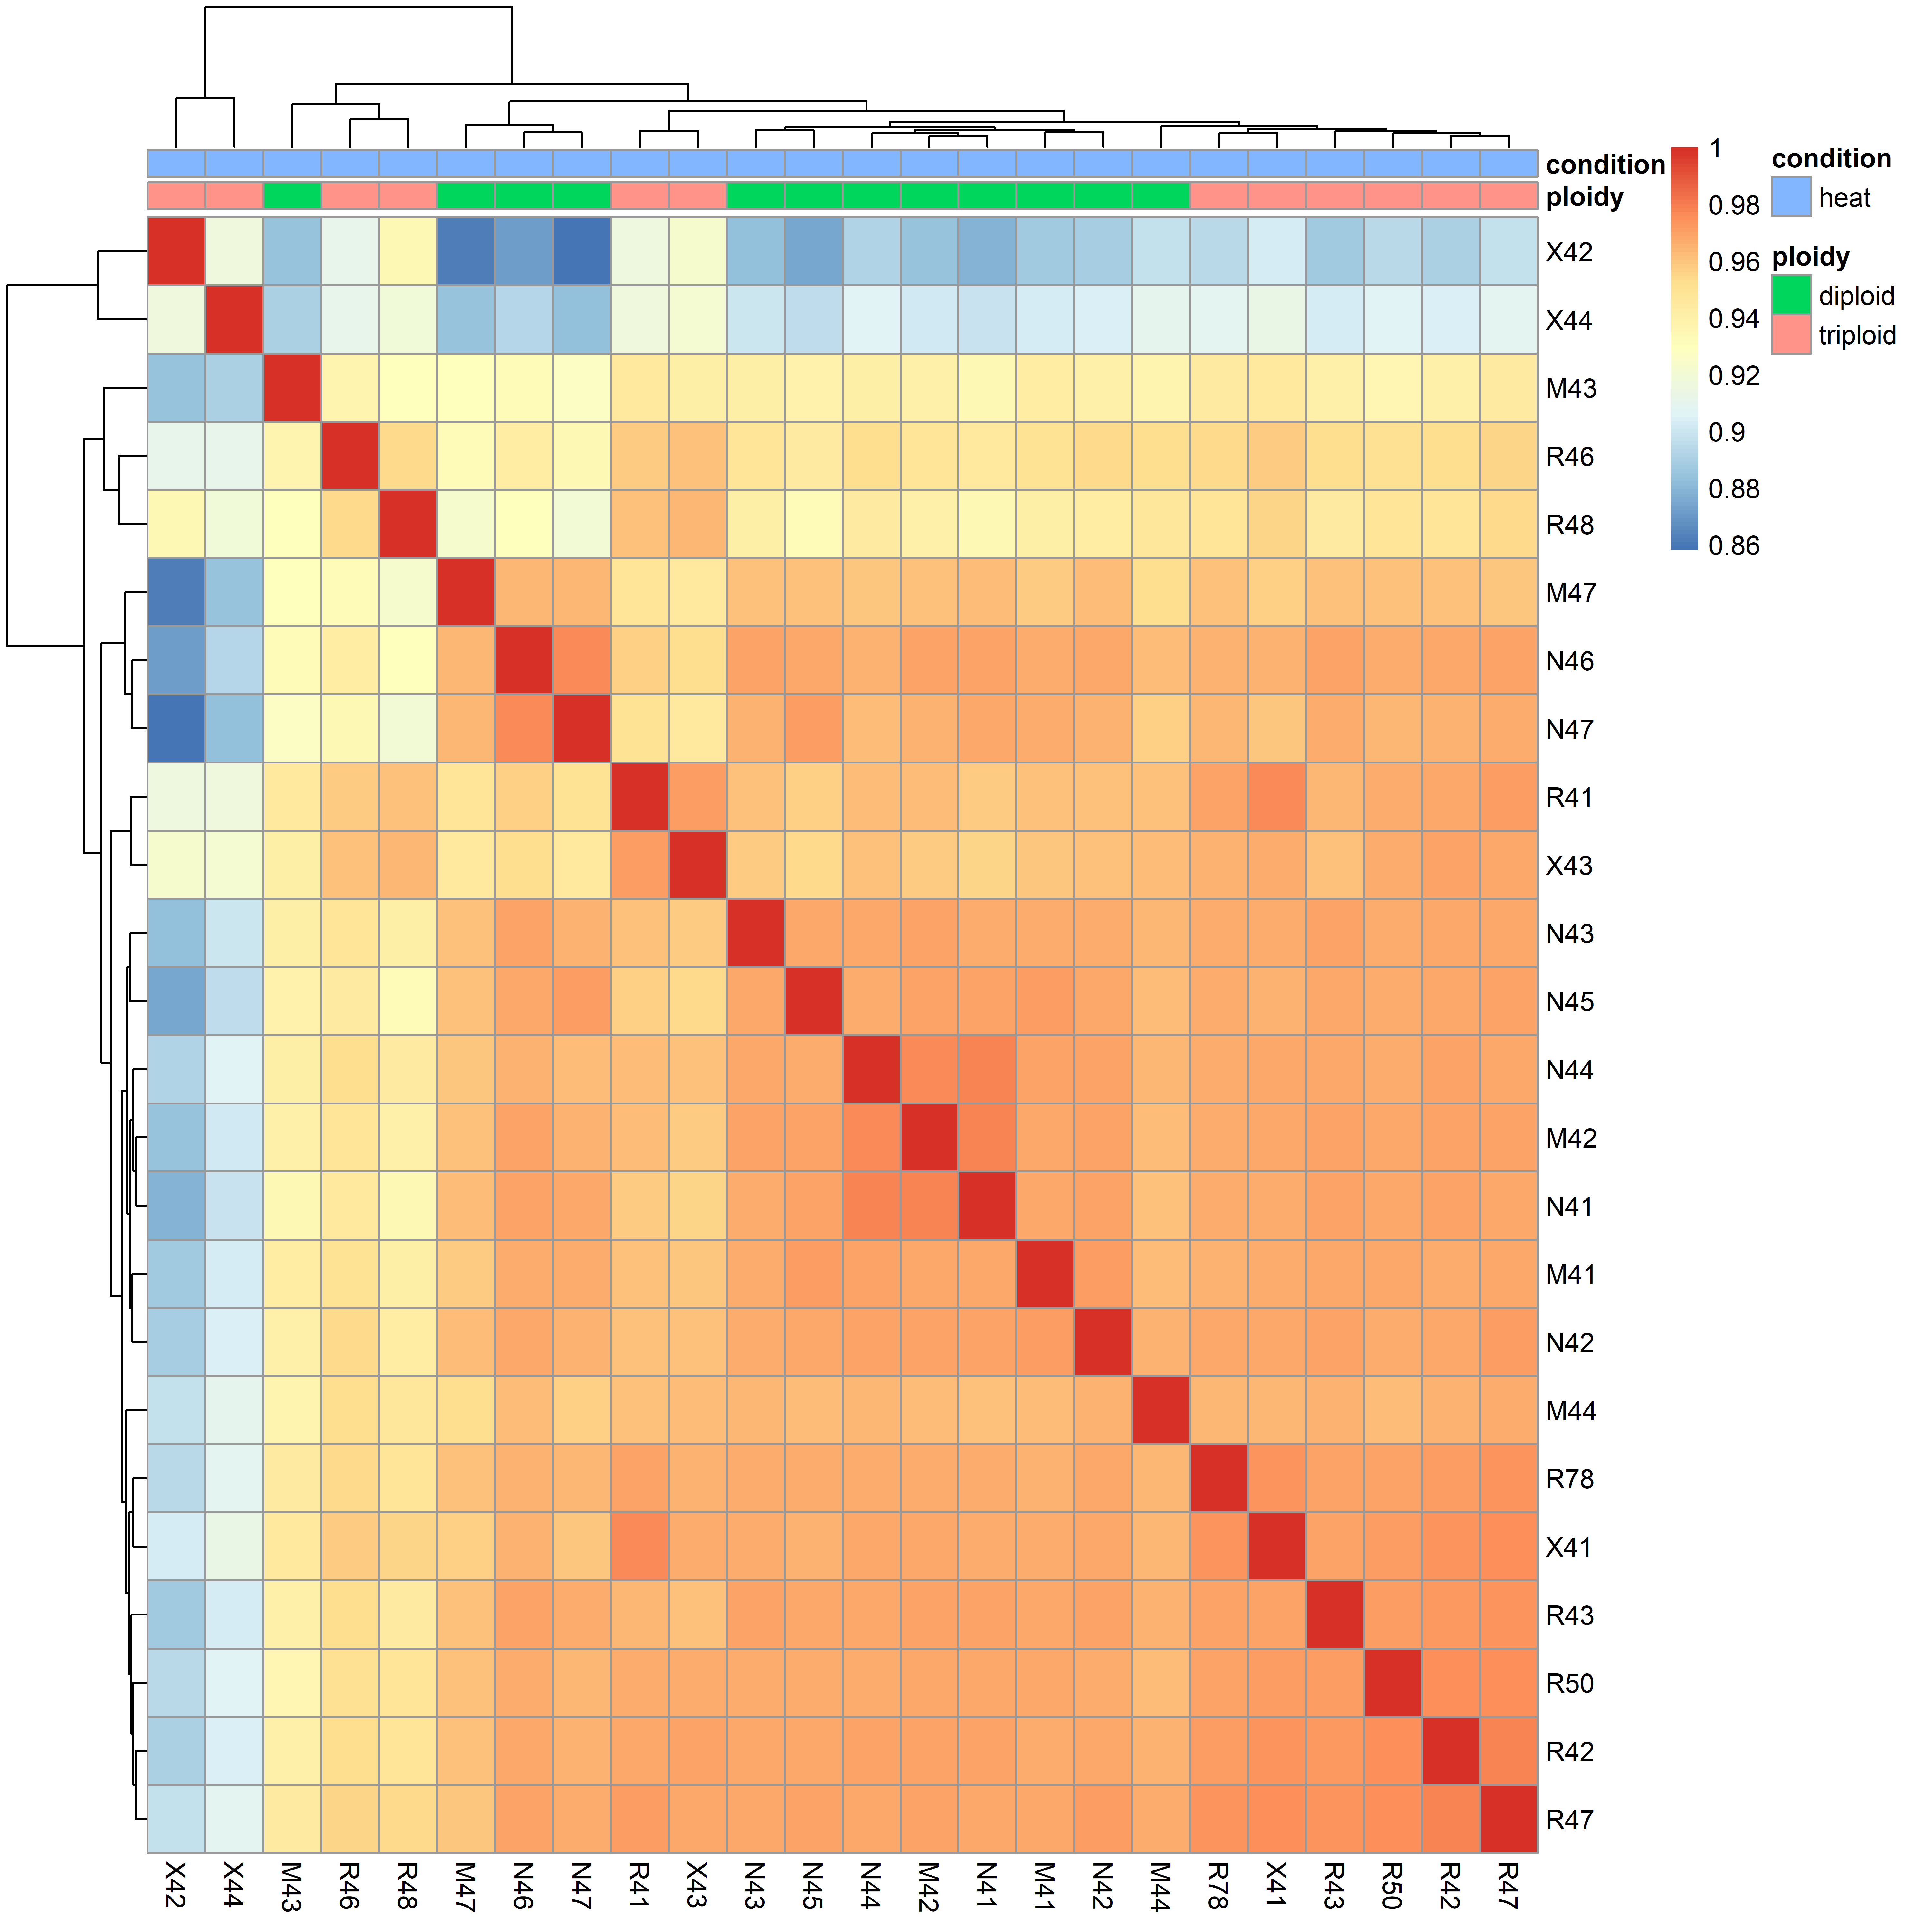 condition
ploidy
1
0.98
0.96
0.94
0.92
0.9
0.88
0.86
condition
heat
ploidy
diploid
triploid
X42
X44
M43
R46
R48
M47
N46
N47
R41
X43
N43
N45
N44
M42
N41
M41
N42
M44
R78
X41
R43
R50
R42
R47
X42 X44 M43 R46 R48 M47 N46 N47 R41 X43 N43 N45 N44 M42 N41 M41 N42 M44 R78 X41 R43 R50 R42 R47